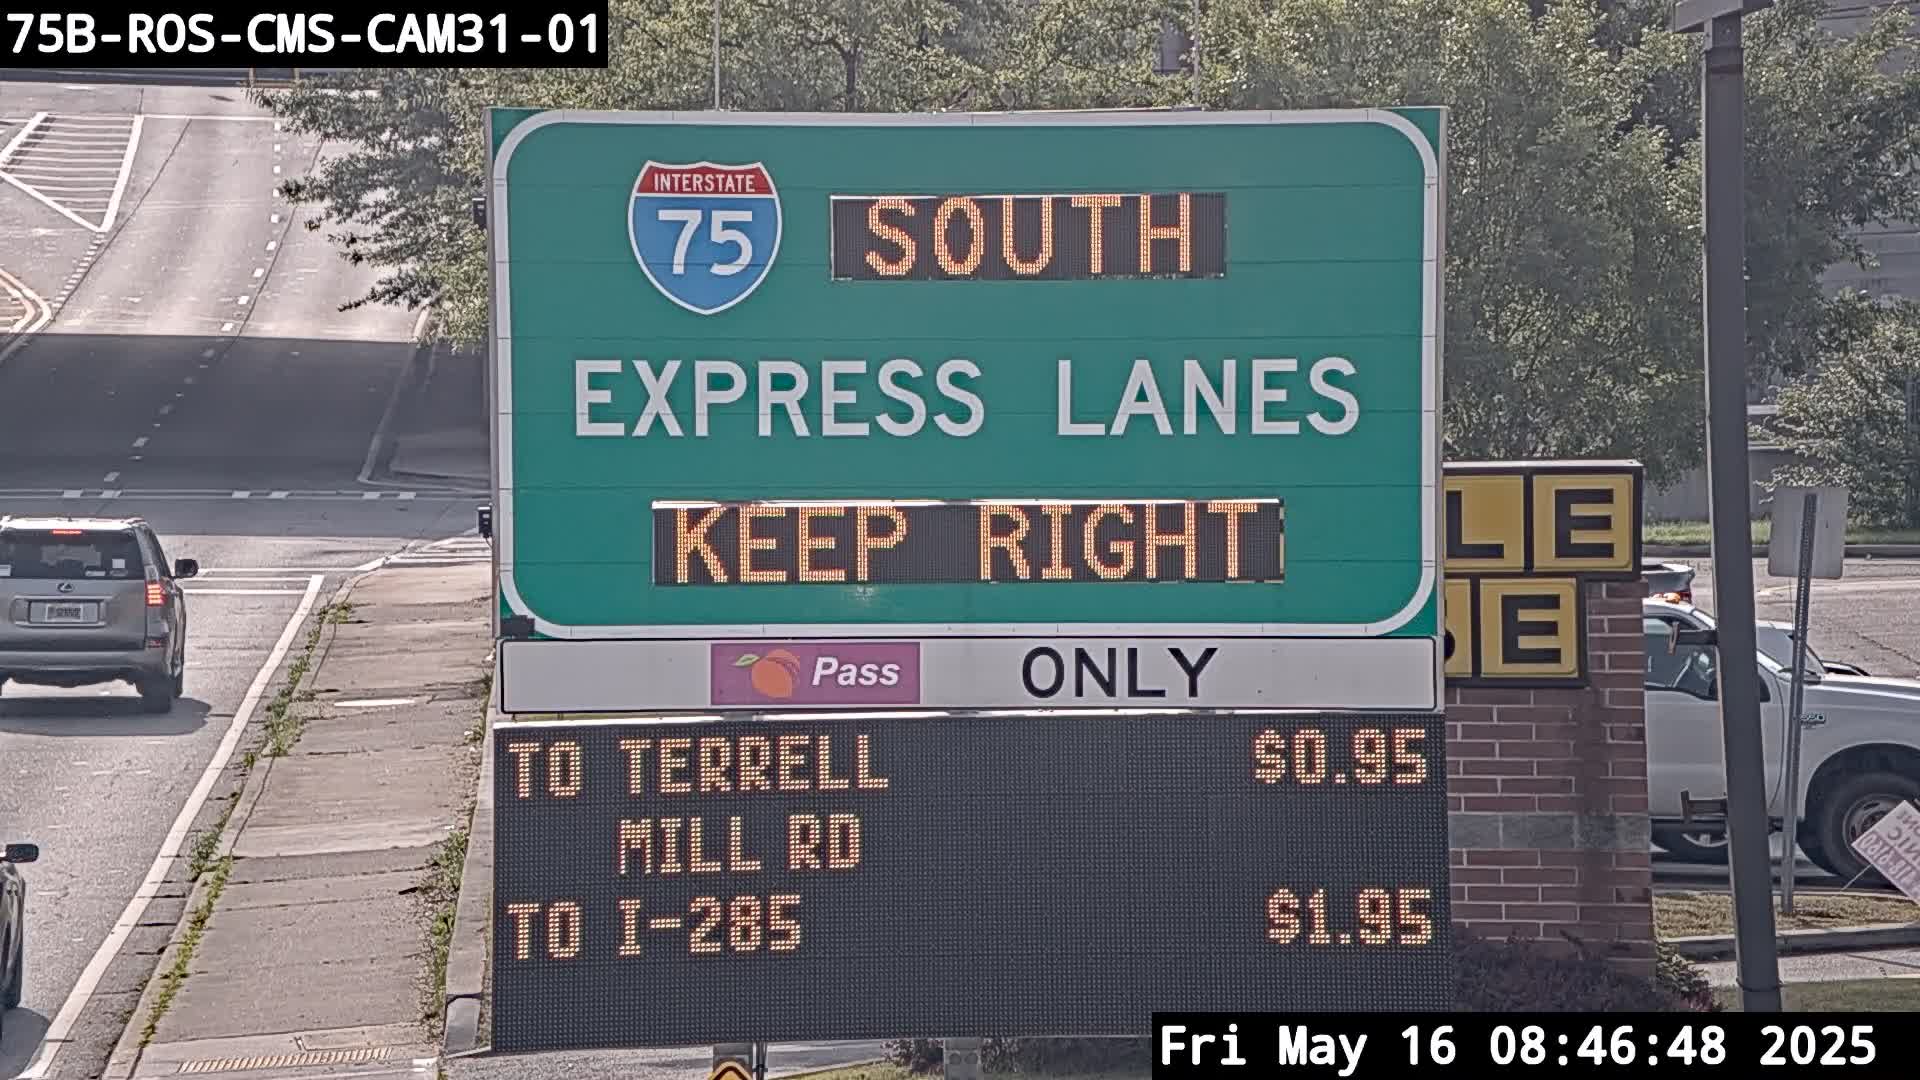 75B-ROS-CMS-CAM31-01
INTERSTATE
75
SOUTH
EXPRESS LANES
KEEP RIGHT
Pass ONLY
TO TERRELL $0.95
MILL RD
TO I-285 $1.95
LE
E
Fri May 16 08:46:48 2025